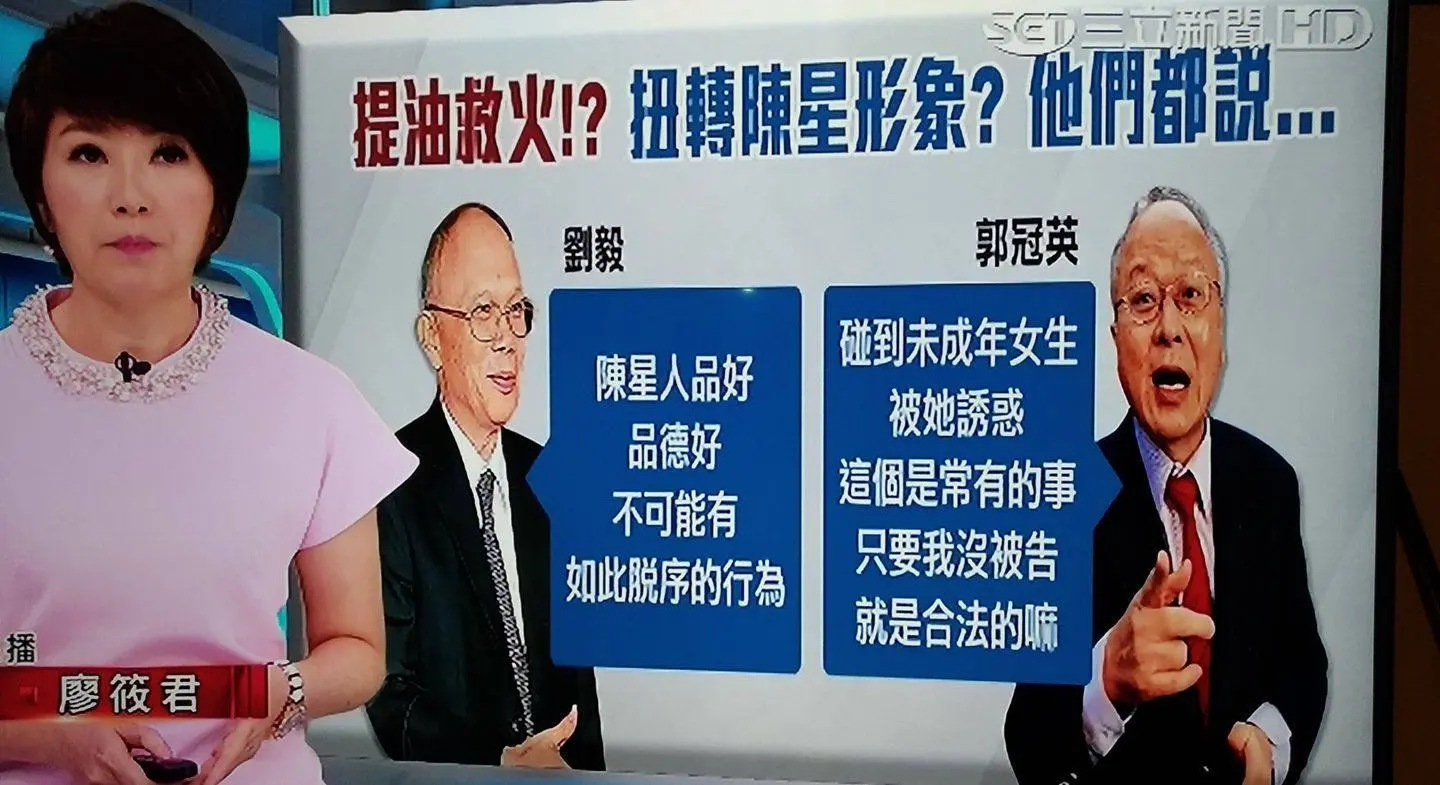 SET三立新聞HD
提油救火!? 扭轉陳星形象? 他們都說...
劉毅
陳星人品好
品德好
不可能有
如此脫序的行為
郭冠英
碰到未成年女生
被她誘惑
這個是常有的事
只要我沒被告
就是合法的嘛
播
廖筱君